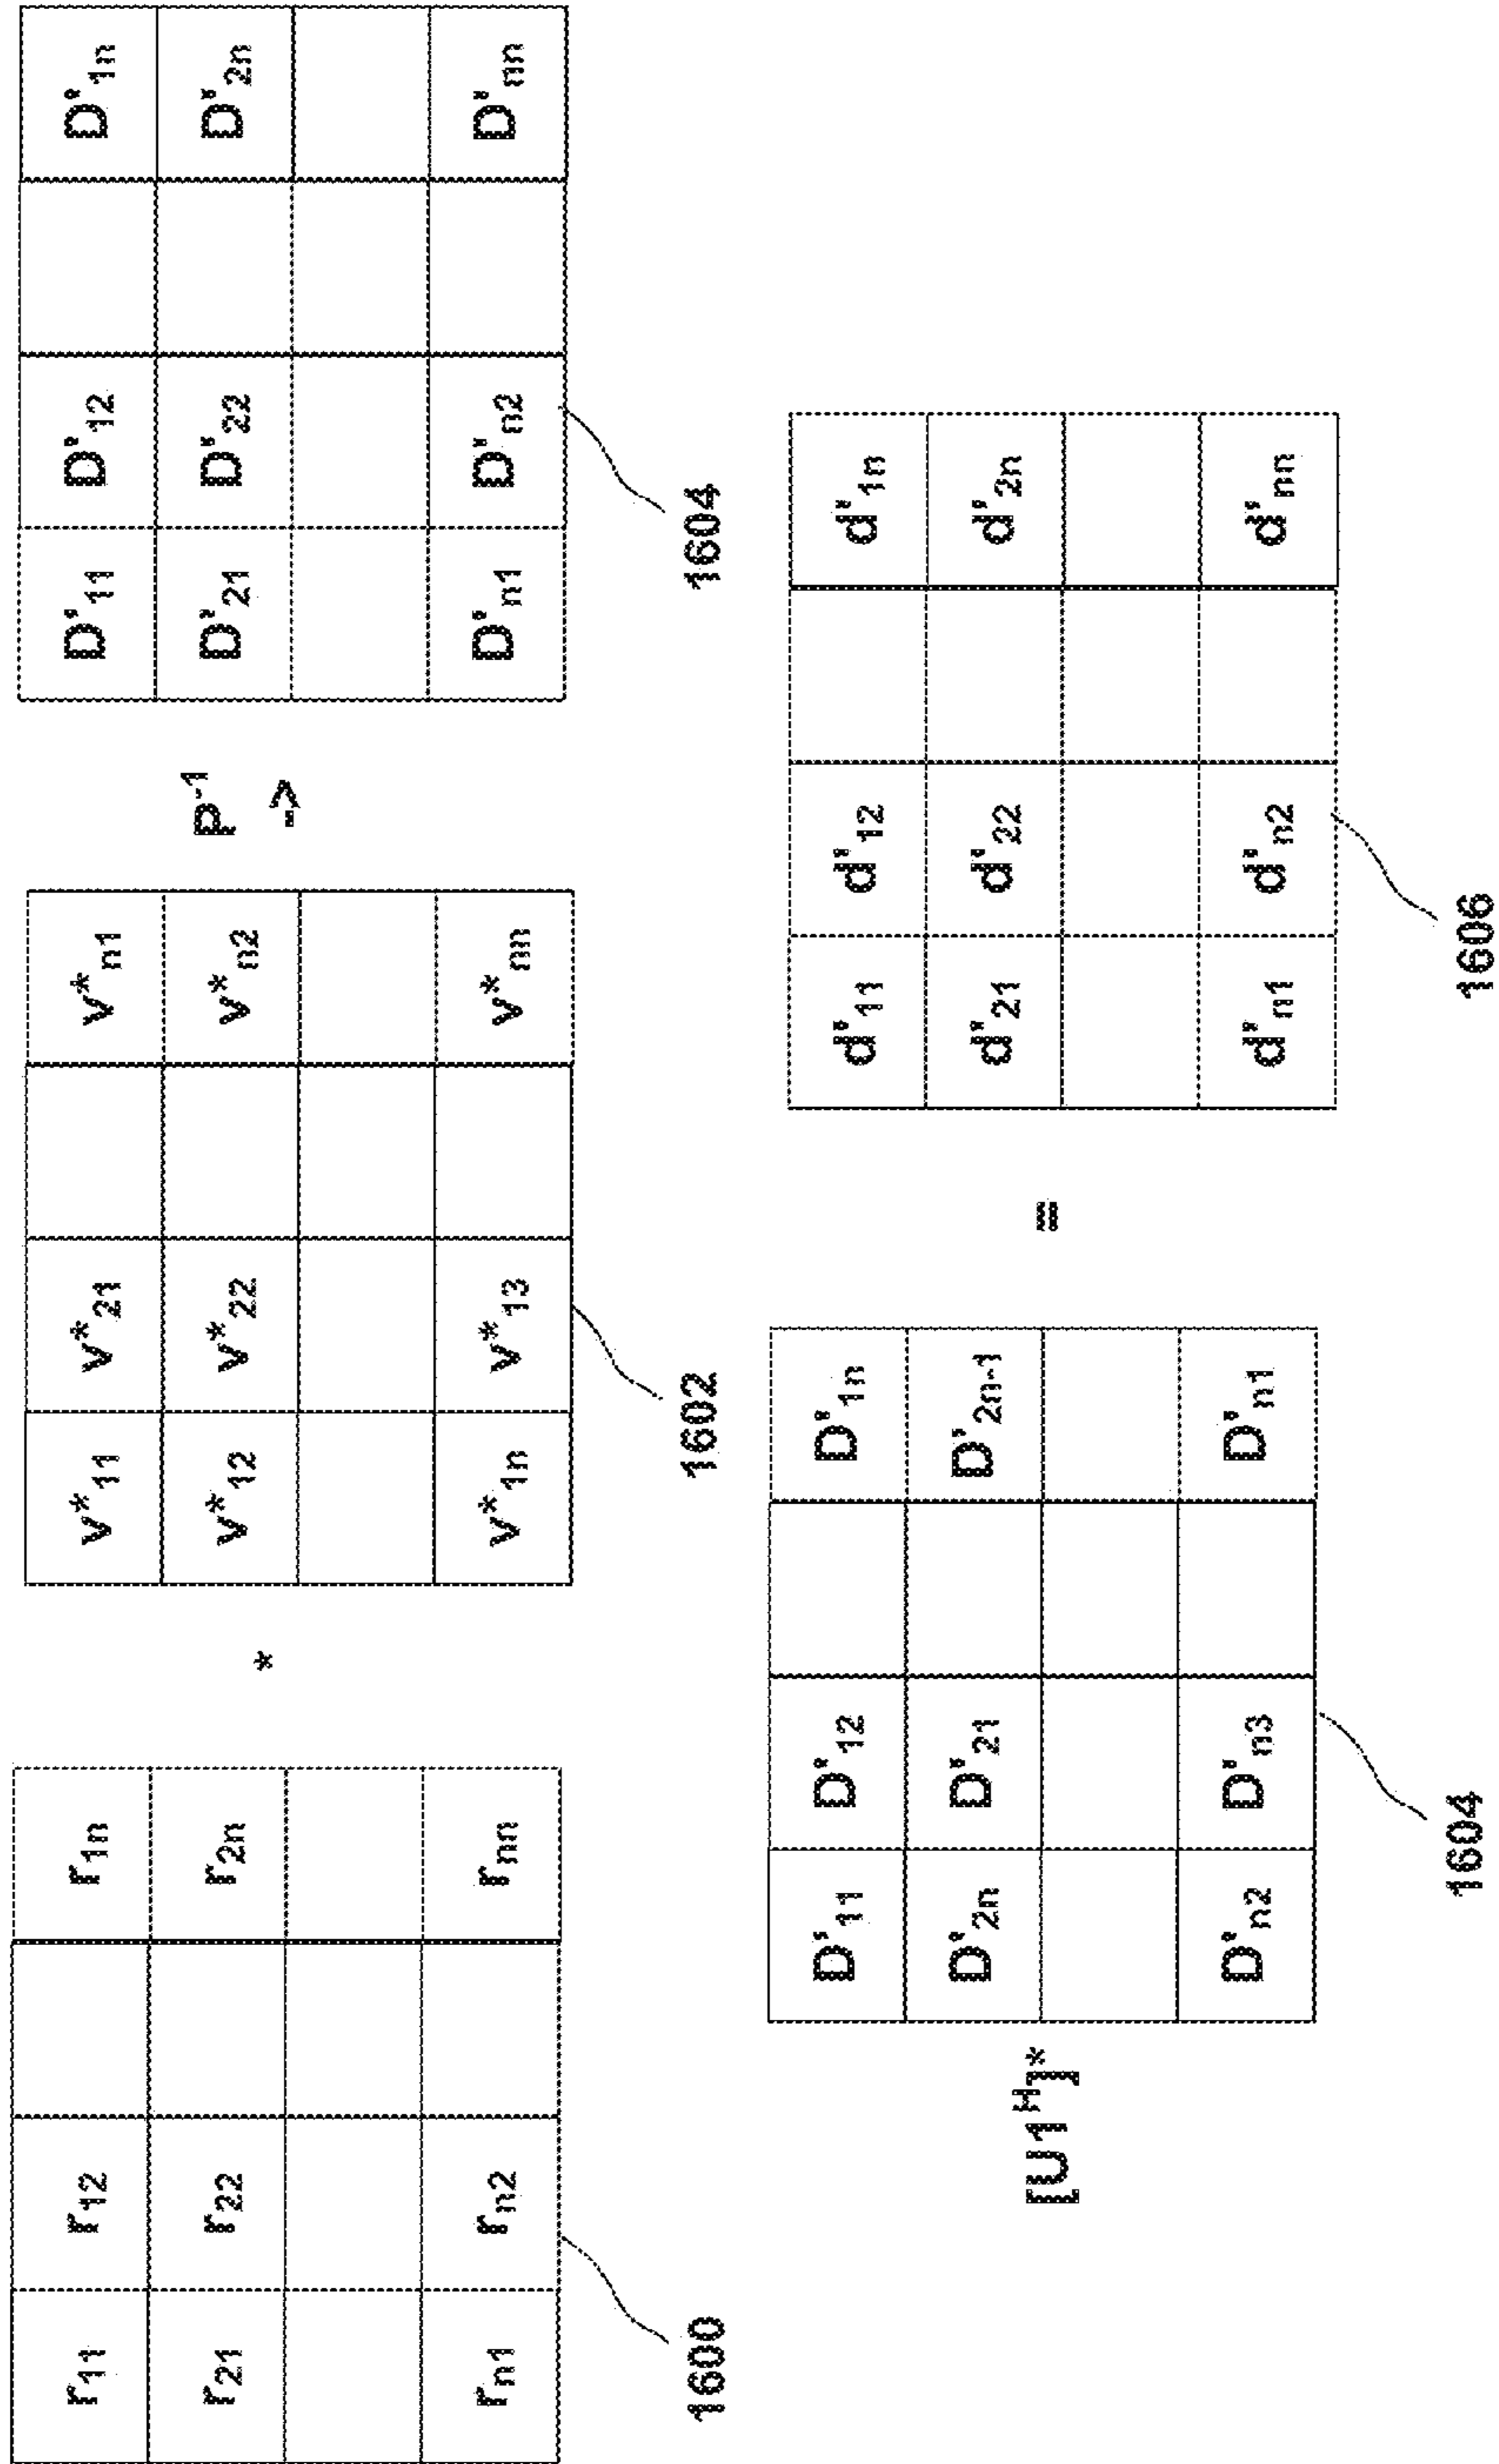 r11 r12 r1n
r21 r22 r2n
rn1 rn2 rnn
1600
*
v*11 v*21 v*n1
v*12 v*22 v*n2
v*1n v*13 v*nn
1602
P-1
->
D'11 D'12 D'1n
D'21 D'22 D'2n
D'n1 D'n2 D'nn
1604
[U1H]*
D'11 D'12 D'1n
D'2n D'21 D'2n-1
D'n2 D'n3 D'n1
1604
=
d'11 d'12 d'1n
d'21 d'22 d'2n
d'n1 d'n2 d'nn
1606